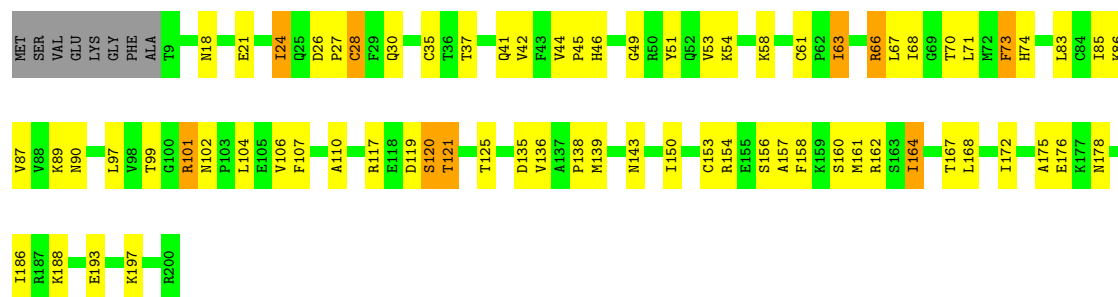 MET SER VAL GLU LYS GLY PHE ALA T9 N18 E21 I24 Q25 D26 P27 C28 F29 Q30 C35 T36 T37 Q41 V42 F43 V44 P45 H46 G49 R50 Y51 Q52 V53 K54 K58 C61 P62 I63 R66 L67 I68 G69 T70 L71 M72 F73 H74 L83 C84 I85 K86
V87 V88 K89 N90 L97 V98 T99 G100 R101 N102 P103 L104 E105 V106 F107 A110 R117 E118 D119 S120 T121 T125 D135 V136 A137 P138 M139 N143 I150 C153 R154 E155 S156 A157 F158 K159 S160 M161 R162 S163 I164 T167 L168 I172 A175 E176 K177 N178
I186 R187 K188 E193 K197 R200